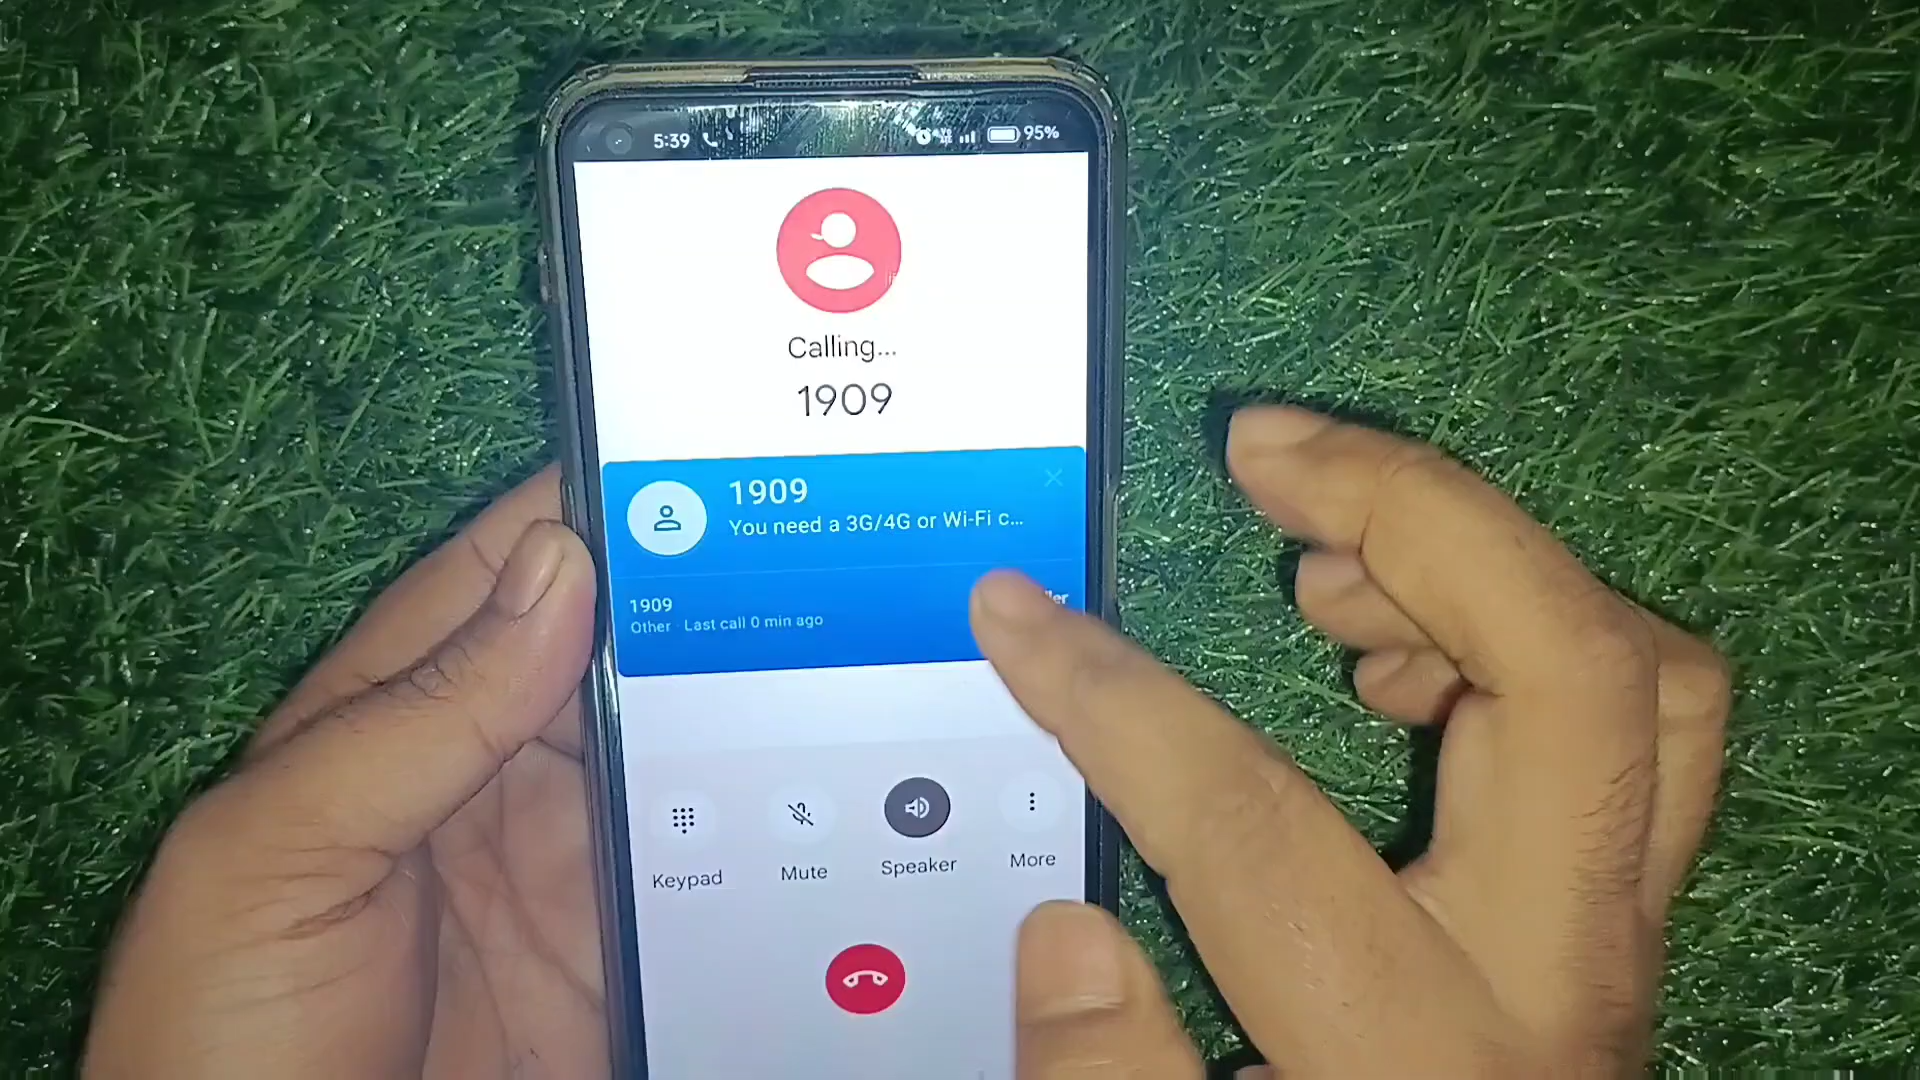 5:39
95%
Calling...
1909
1909
You need a 3G/4G or Wi-Fi c...
1909
Other · Last call 0 min ago
Keypad
Mute
Speaker
More